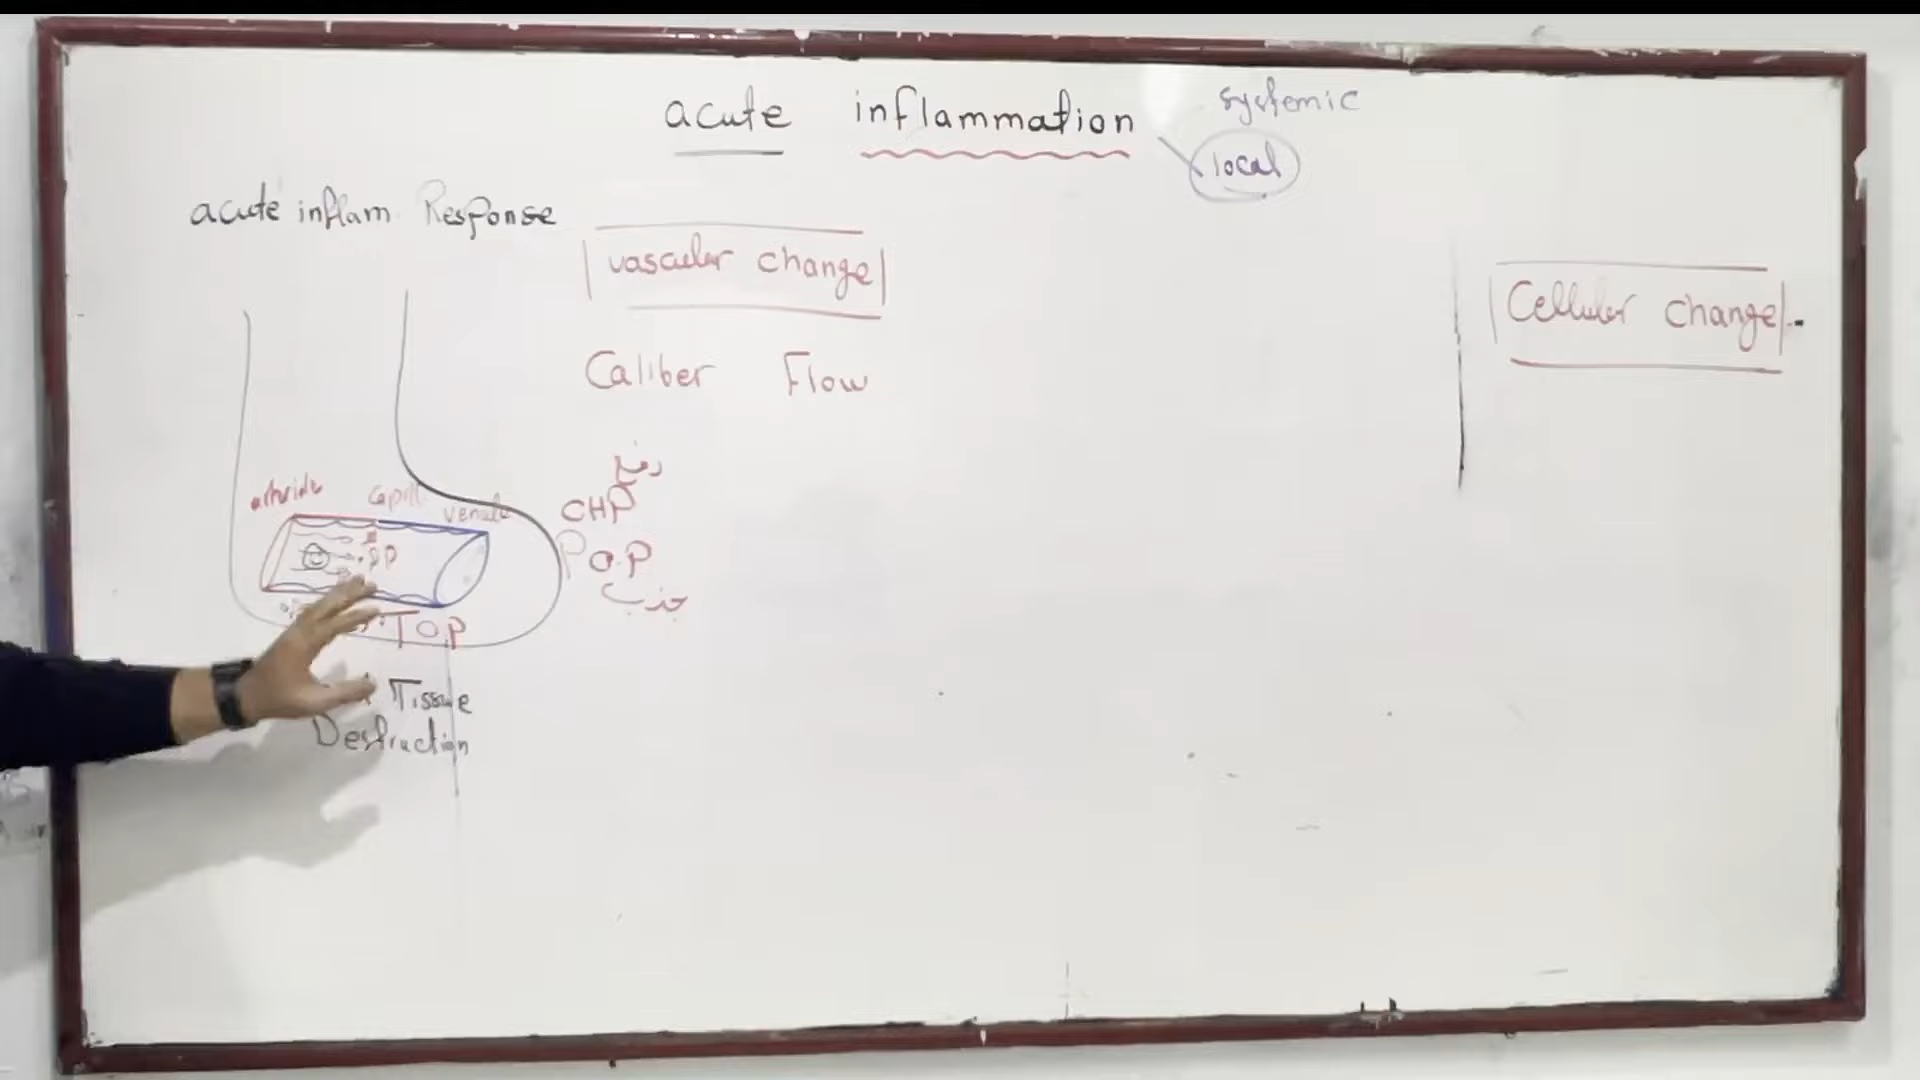 acute inflammation
systemic
local
acute inflam Response
vascular change
Cellular change
Caliber Flow
دفع
CHP
P O.P
جذب
capill
venule
TOP
Tissue
Destruction